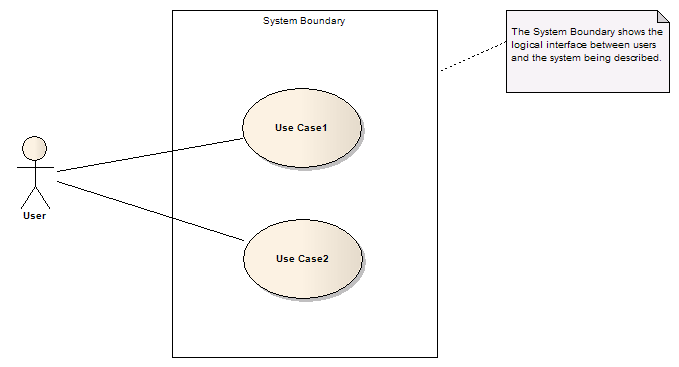 System Boundary
The System Boundary shows the
logical interface between users
and the system being described.
Use Case1
User
Use Case2